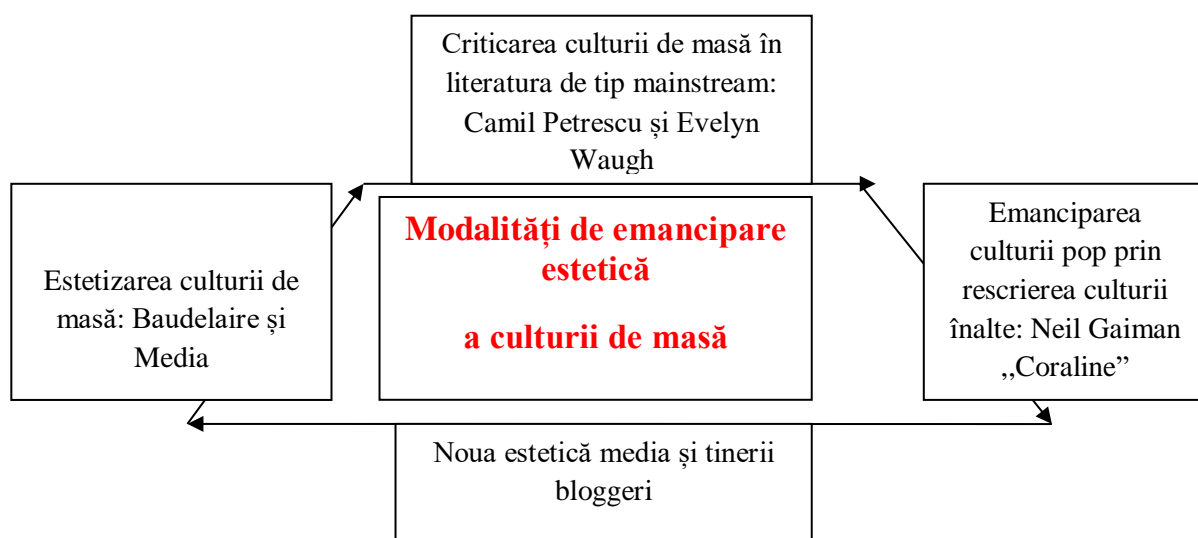 Criticarea culturii de masă în
literatura de tip mainstream:
Camil Petrescu și Evelyn
Waugh
Estetizarea culturii de
masă: Baudelaire și
Media
Modalități de emancipare
estetică
a culturii de masă
Emanciparea
culturii pop prin
rescrierea culturii
înalte: Neil Gaiman
,,Coraline”
Noua estetică media și tinerii
bloggeri